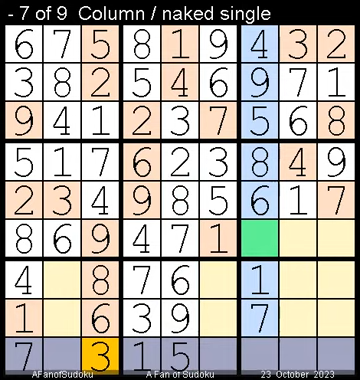 - 7 of 9 Column / naked single
6 7 5 8 1 9 4 3 2
3 8 2 5 4 6 9 7 1
9 4 1 2 3 7 5 6 8
5 1 7 6 2 3 8 4 9
2 3 4 9 8 5 6 1 7
8 6 9 4 7 1
4 8 7 6 1
1 6 3 9 7
7 3 1 5
AFanofSudoku A Fan of Sudoku 23 October 2023